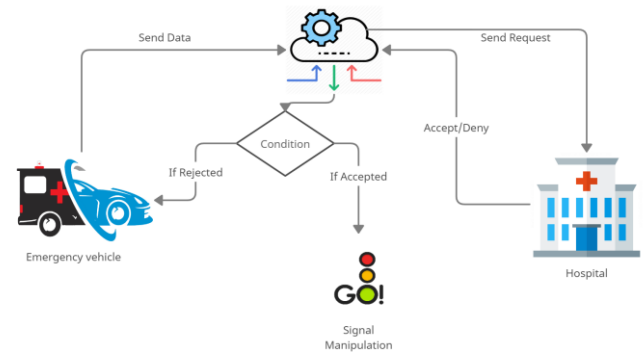 Send Data
Send Request
Accept/Deny
Condition
If Rejected
If Accepted
Emergency vehicle
GO!
Hospital
Signal
Manipulation